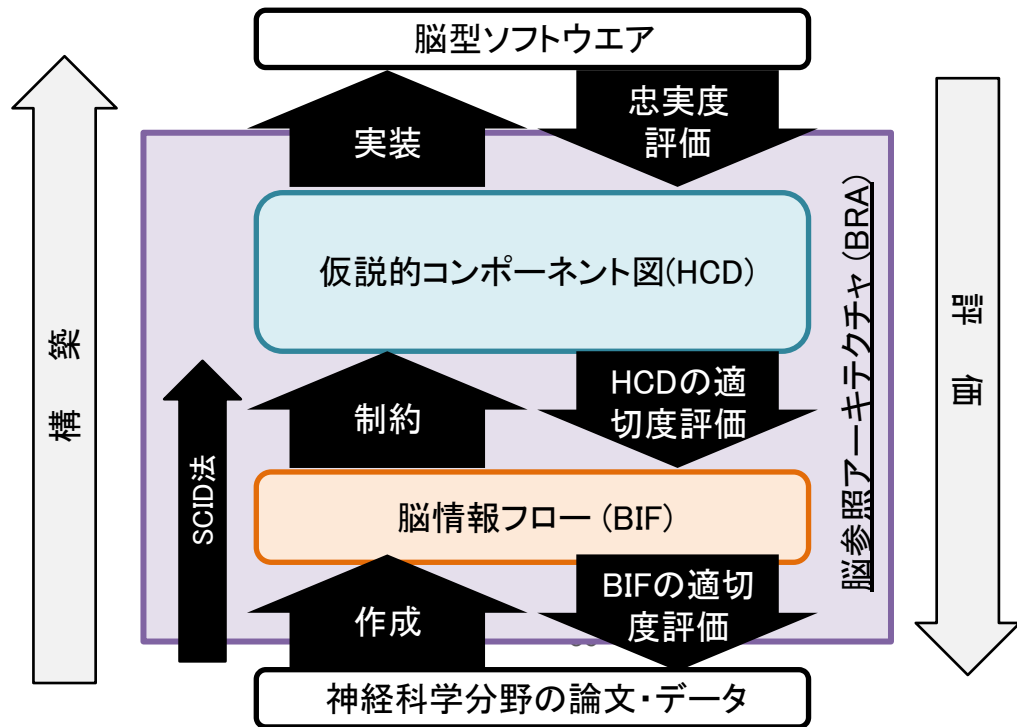 脳型ソフトウエア
実装
忠実度
評価
仮説的コンポーネント図(HCD)
制約
HCDの適
切度評価
脳情報フロー (BIF)
作成
BIFの適切
度評価
神経科学分野の論文・データ
構築
SCID法
脳参照アーキテクチャ(BRA)
評価